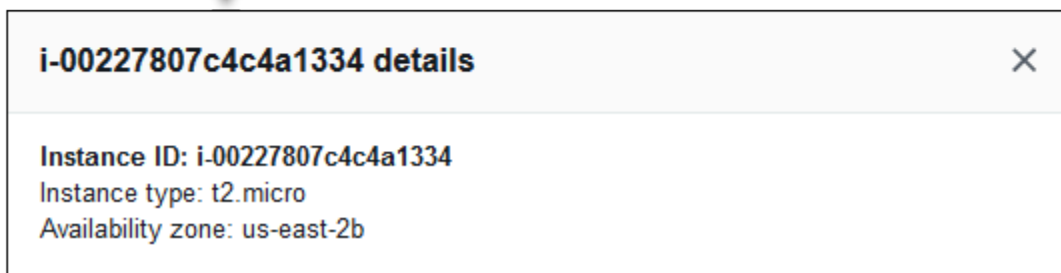 i-00227807c4c4a1334 details
Instance ID: i-00227807c4c4a1334
Instance type: t2.micro
Availability zone: us-east-2b